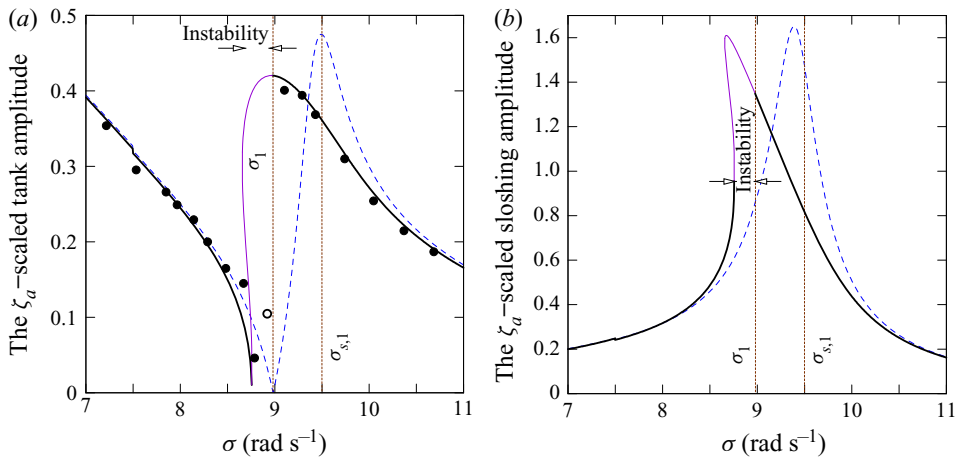 (a)
Instability
The ζa–scaled tank amplitude
0.5
0.4
0.3
0.2
0.1
0
σ1
σs,1
7
8
9
10
11
σ (rad s−1)
(b)
Instability
The ζa–scaled sloshing amplitude
1.6
1.4
1.2
1.0
0.8
0.6
0.4
0.2
0
σ1
σs,1
7
8
9
10
11
σ (rad s−1)